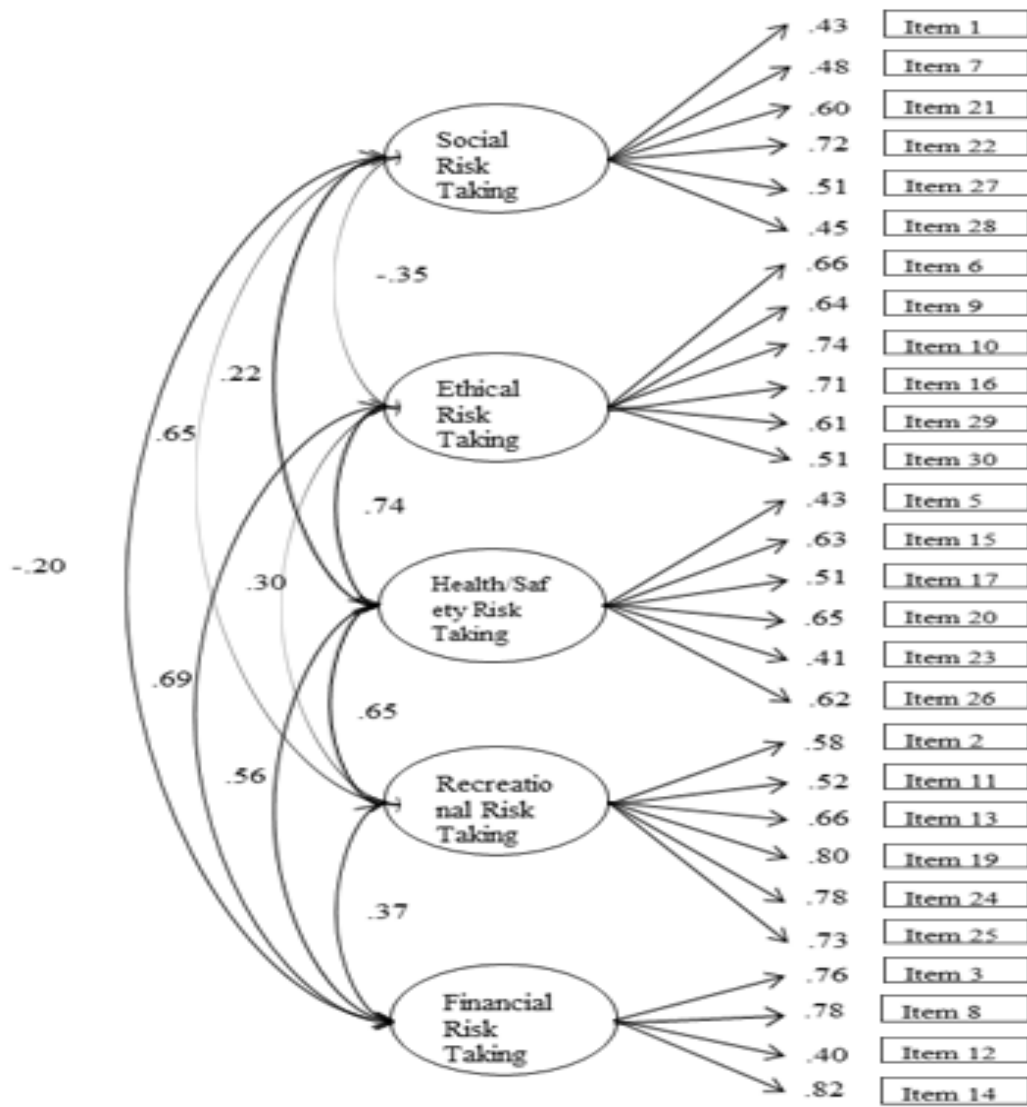 .43 Item 1
.48 Item 7
.60 Item 21
.72 Item 22
.51 Item 27
.45 Item 28
Social
Risk
Taking
-.35
.66 Item 6
.64 Item 9
.74 Item 10
.71 Item 16
.61 Item 29
.51 Item 30
Ethical
Risk
Taking
.22
.65
.74
.30
-.20
.43 Item 5
.63 Item 15
.51 Item 17
.65 Item 20
.41 Item 23
.62 Item 26
Health/Saf
ety Risk
Taking
.69
.65
.56
.58 Item 2
.52 Item 11
.66 Item 13
.80 Item 19
.78 Item 24
.73 Item 25
Recreatio
nal Risk
Taking
.37
.76 Item 3
.78 Item 8
.40 Item 12
.82 Item 14
Financial
Risk
Taking